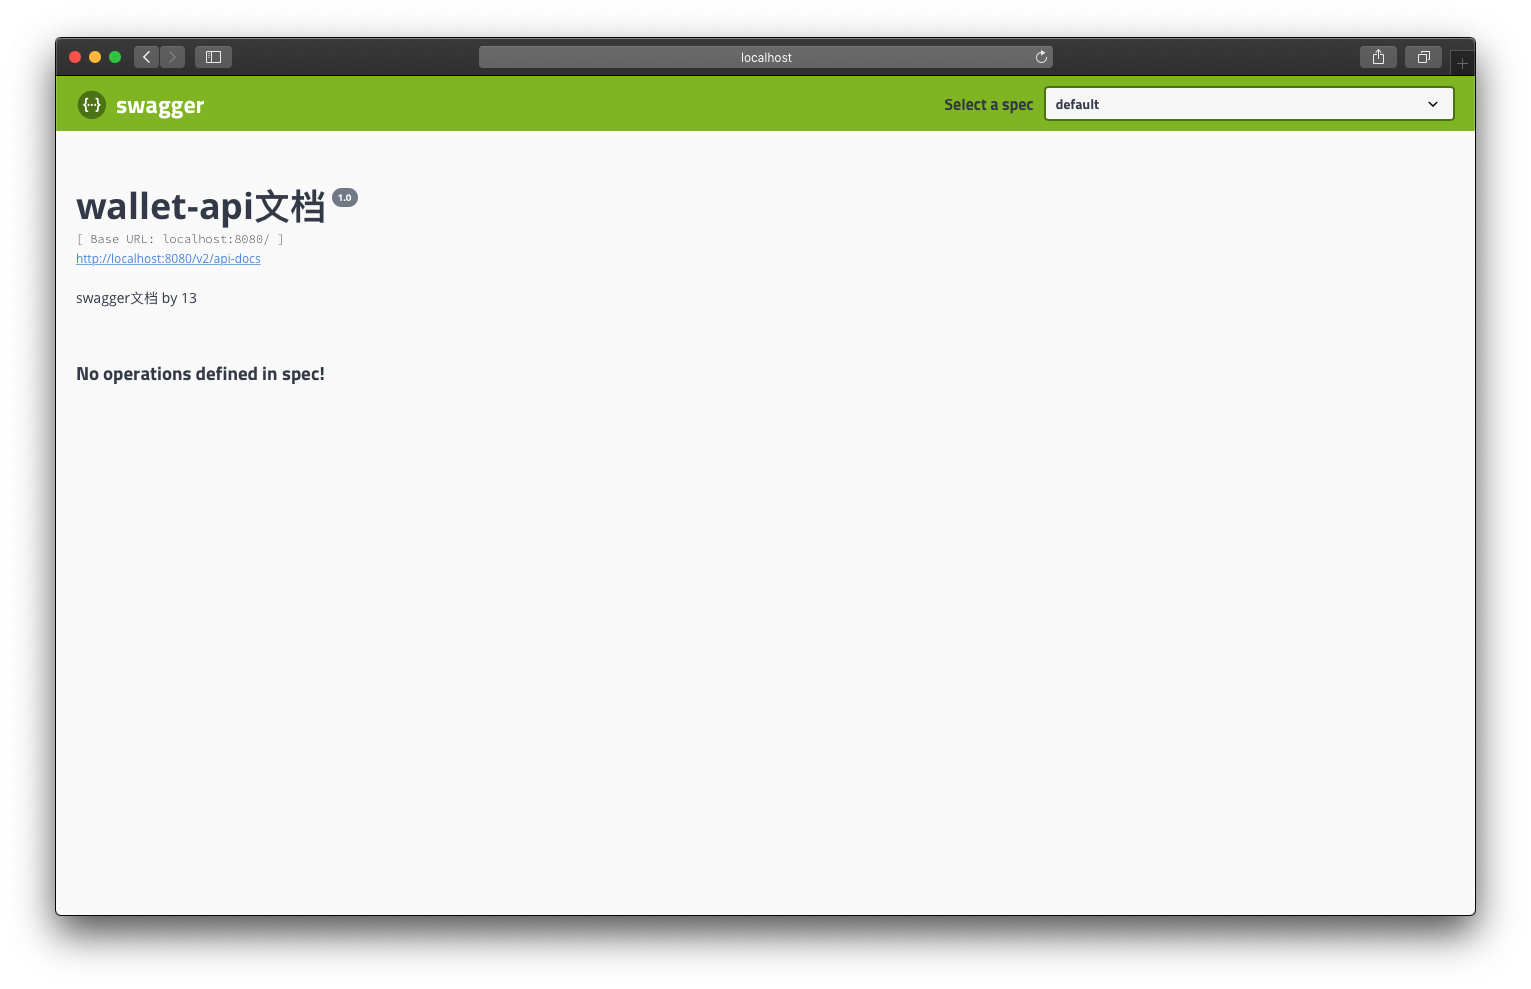 localhost
swagger
Select a spec
default
wallet-api文档 1.0
[ Base URL: localhost:8080/ ]
http://localhost:8080/v2/api-docs
swagger文档 by 13
No operations defined in spec!